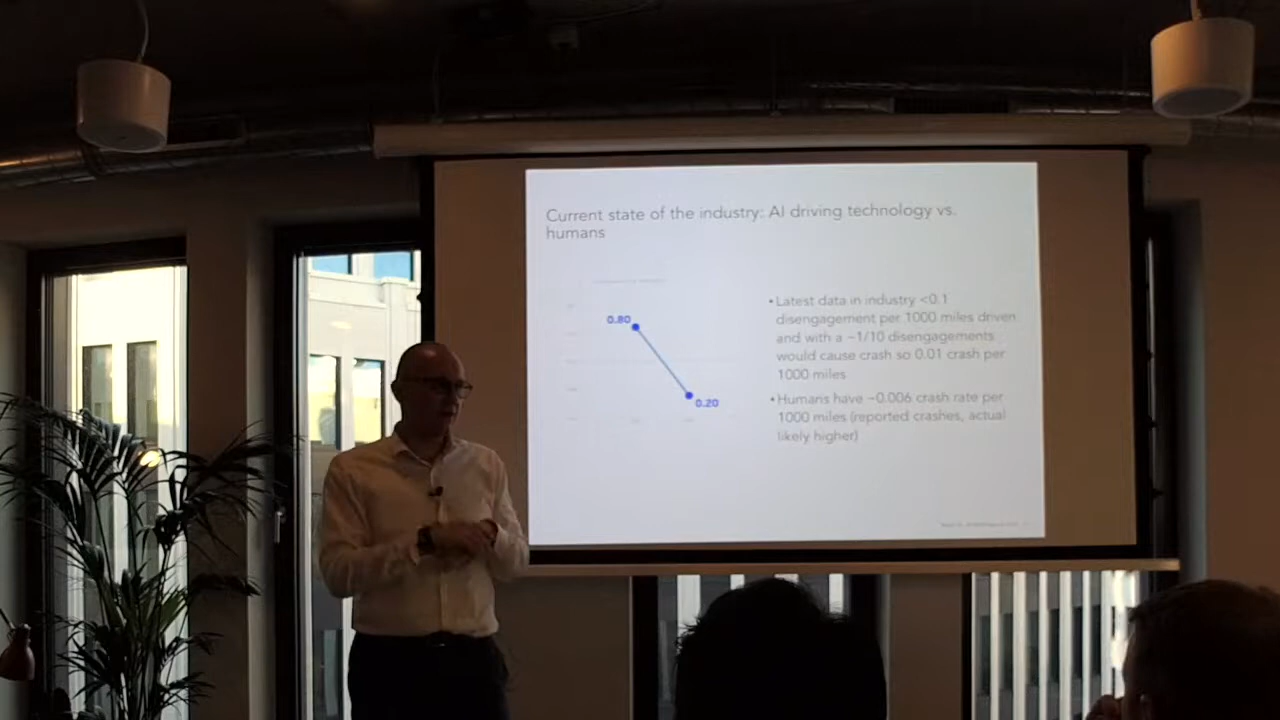 Current state of the industry: AI driving technology vs.
humans
0.80
0.20
•Latest data in industry <0.1
disengagement per 1000 miles driven
and with a ~1/10 disengagements
would cause crash so 0.01 crash per
1000 miles
•Humans have ~0.006 crash rate per
1000 miles (reported crashes, actual
likely higher)